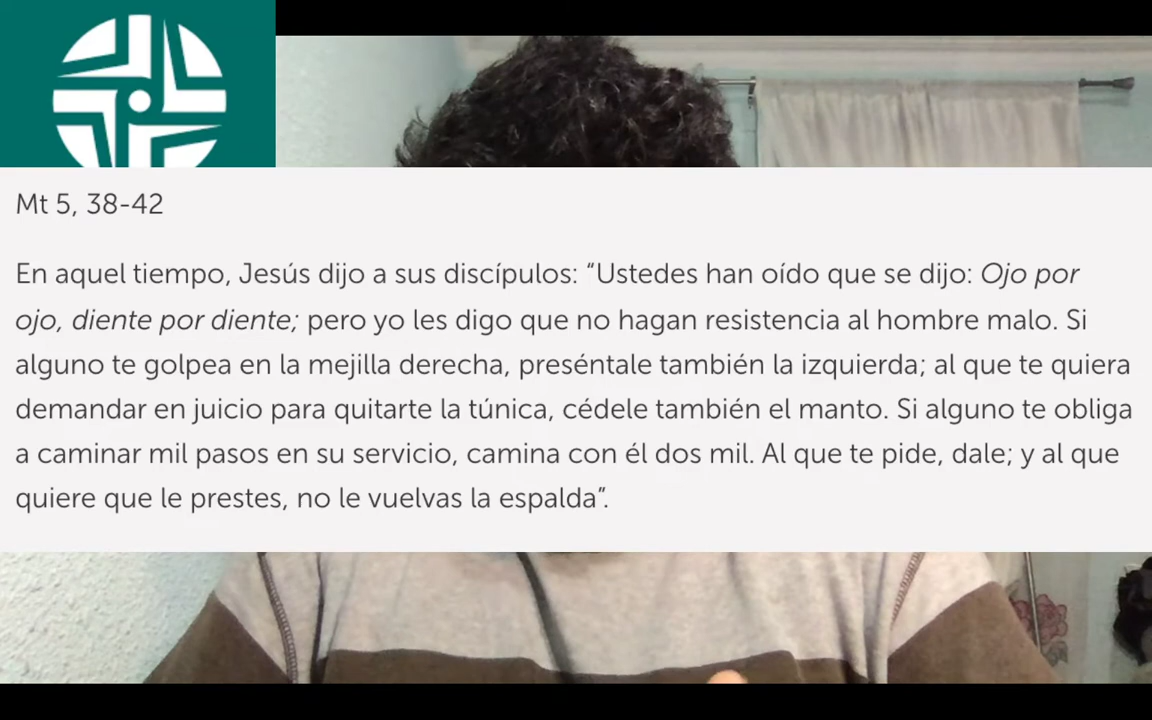 Mt 5, 38-42
En aquel tiempo, Jesús dijo a sus discípulos: “Ustedes han oído que se dijo: Ojo por
ojo, diente por diente; pero yo les digo que no hagan resistencia al hombre malo. Si
alguno te golpea en la mejilla derecha, preséntale también la izquierda; al que te quiera
demandar en juicio para quitarte la túnica, cédele también el manto. Si alguno te obliga
a caminar mil pasos en su servicio, camina con él dos mil. Al que te pide, dale; y al que
quiere que le prestes, no le vuelvas la espalda”.